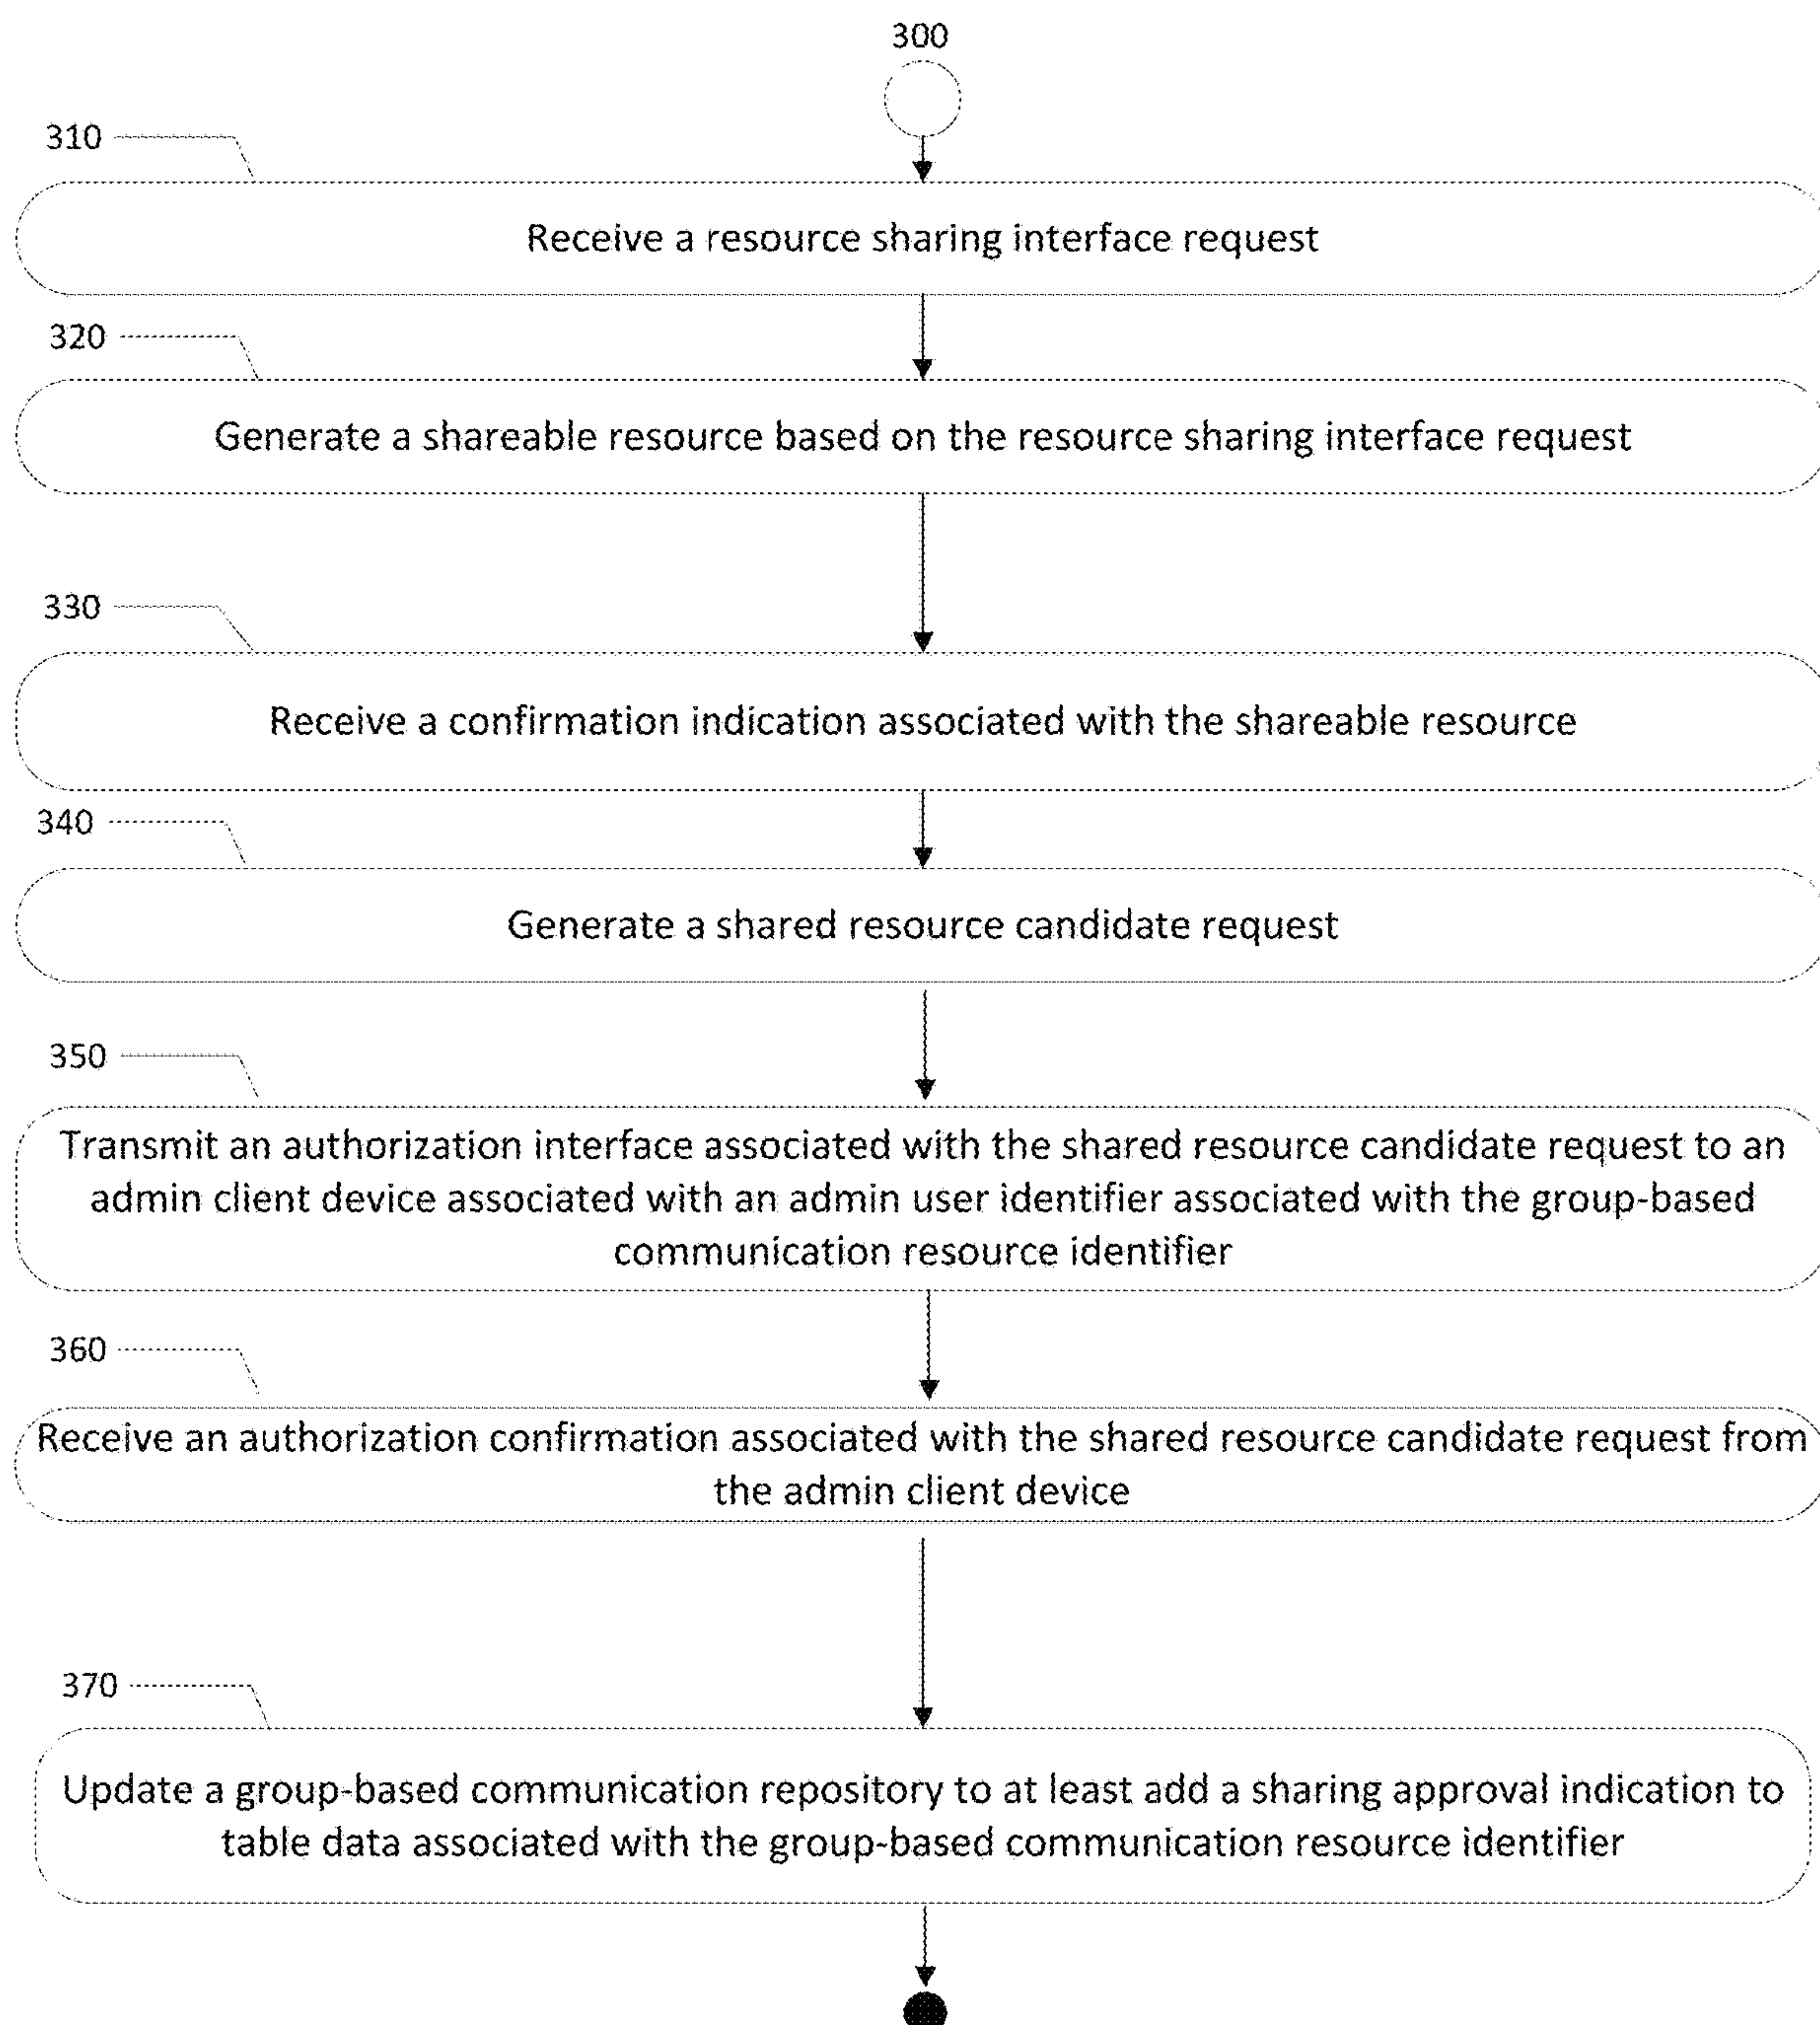 300
310
Receive a resource sharing interface request
320
Generate a shareable resource based on the resource sharing interface request
330
Receive a confirmation indication associated with the shareable resource
340
Generate a shared resource candidate request
350
Transmit an authorization interface associated with the shared resource candidate request to an
admin client device associated with an admin user identifier associated with the group-based
communication resource identifier
360
Receive an authorization confirmation associated with the shared resource candidate request from
the admin client device
370
Update a group-based communication repository to at least add a sharing approval indication to
table data associated with the group-based communication resource identifier